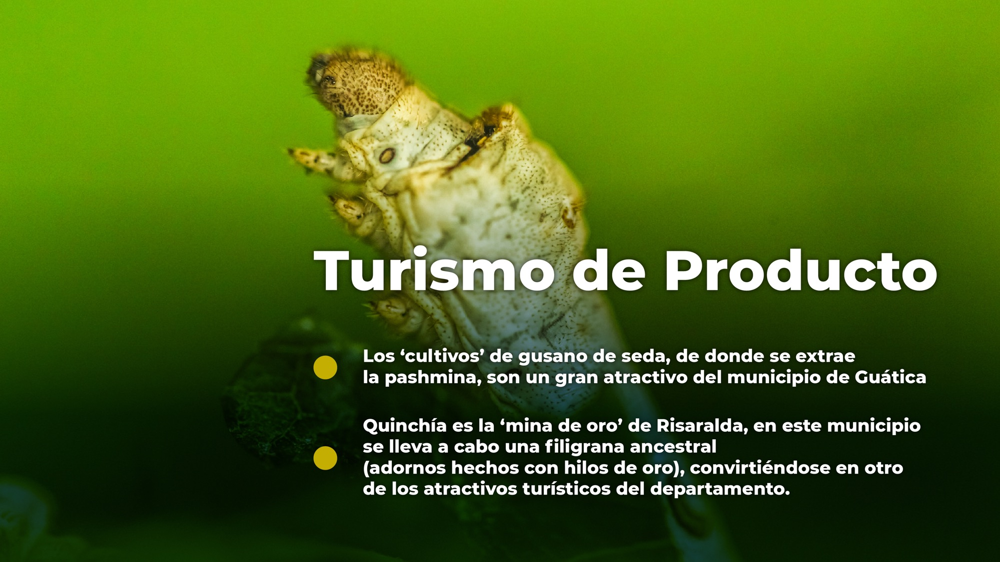 Turismo de Producto
Los ‘cultivos’ de gusano de seda, de donde se extrae
la pashmina, son un gran atractivo del municipio de Guática
Quinchía es la ‘mina de oro’ de Risaralda, en este municipio
se lleva a cabo una filigrana ancestral
(adornos hechos con hilos de oro), convirtiéndose en otro
de los atractivos turísticos del departamento.